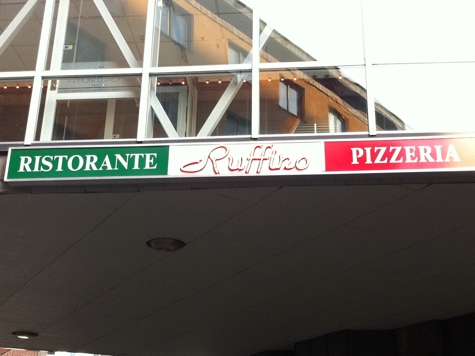 RISTORANTE Ruffino PIZZERIA